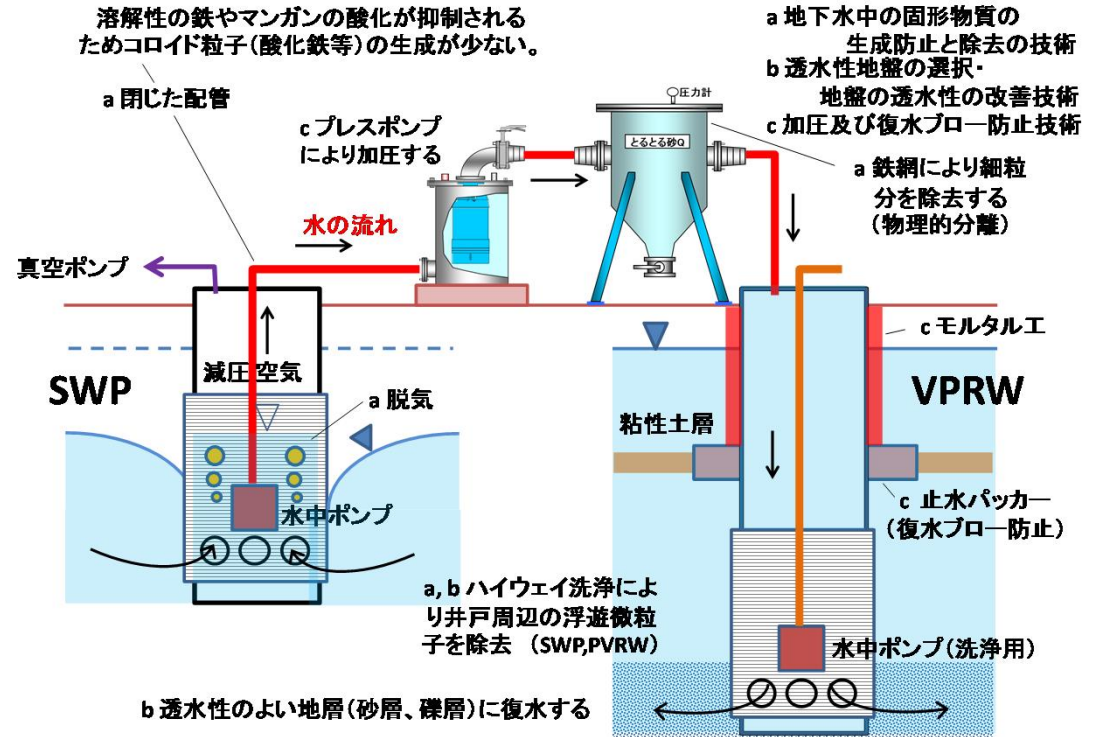 溶解性の鉄やマンガンの酸化が抑制される
ためコロイド粒子(酸化鉄等)の生成が少ない。
a 閉じた配管
c プレスポンプ
により加圧する
圧力計
とるとる砂Q
a 地下水中の固形物質の
生成防止と除去の技術
b 透水性地盤の選択・
地盤の透水性の改善技術
c 加圧及び復水ブロー防止技術
a 鉄網により細粒
分を除去する
(物理的分離)
水の流れ
真空ポンプ
減圧空気
SWP
a 脱気
水中ポンプ
c モルタル工
VPRW
粘性土層
c 止水パッカー
(復水ブロー防止)
a, b ハイウェイ洗浄によ
り井戸周辺の浮遊微粒
子を除去 (SWP,PVRW)
水中ポンプ(洗浄用)
b 透水性のよい地層(砂層、礫層)に復水する